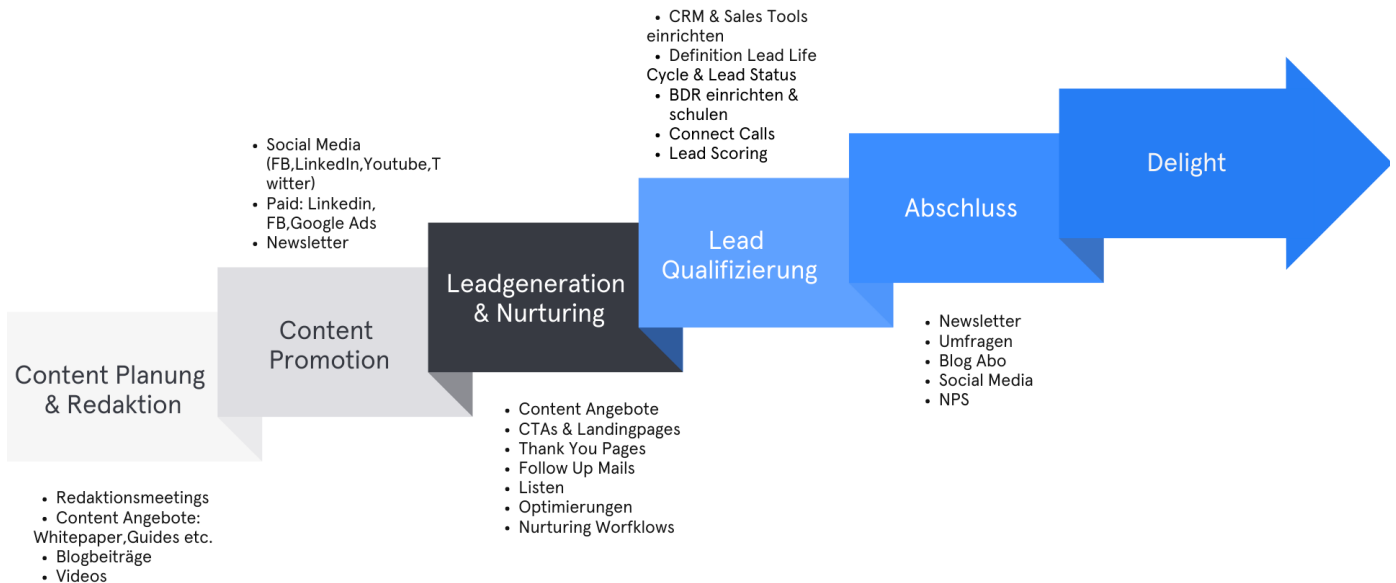 Content Planung
& Redaktion
• Redaktionsmeetings
• Content Angebote:
Whitepaper,Guides etc.
• Blogbeiträge
• Videos
• Social Media
(FB,LinkedIn,Youtube,T
witter)
• Paid: Linkedin,
FB,Google Ads
• Newsletter
Content
Promotion
Leadgeneration
& Nurturing
• Content Angebote
• CTAs & Landingpages
• Thank You Pages
• Follow Up Mails
• Listen
• Optimierungen
• Nurturing Worfklows
• CRM & Sales Tools
einrichten
• Definition Lead Life
Cycle & Lead Status
• BDR einrichten &
schulen
• Connect Calls
• Lead Scoring
Lead
Qualifizierung
Abschluss
• Newsletter
• Umfragen
• Blog Abo
• Social Media
• NPS
Delight